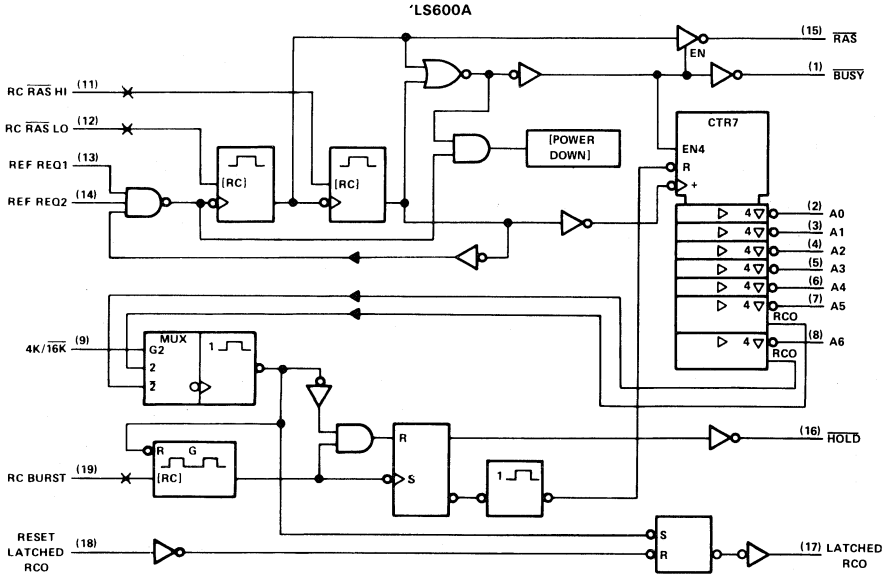 'LS600A
(15) RAS
EN
(1) BUSY
RC RAS HI (11)
RC RAS LO (12)
REF REQ1 (13)
REF REQ2 (14)
[RC]
[RC]
[POWER
DOWN]
CTR7
EN4
R
+
4 (2) A0
4 (3) A1
4 (4) A2
4 (5) A3
4 (6) A4
4 (7) A5
RCO
4 (8) A6
RCO
4K/16K (9)
MUX
G2
2
2
1
R
G
[RC]
RC BURST (19)
R
S
1
(16) HOLD
RESET
LATCHED
RCO
(18)
S
R
(17) LATCHED
RCO